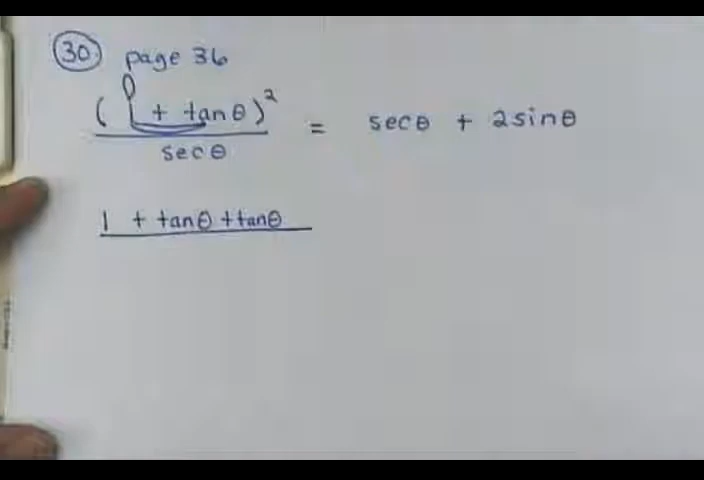 30. page 36
(1 + tanθ)² / secθ = secθ + 2sinθ
1 + tanθ + tanθ